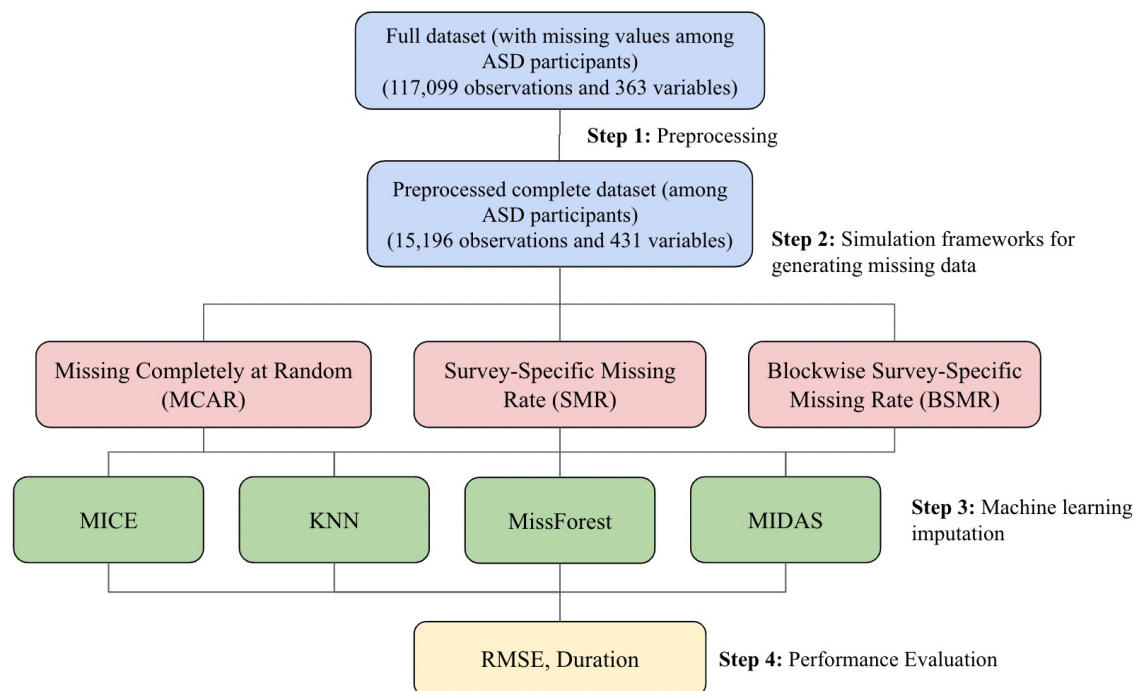 Full dataset (with missing values among
ASD participants)
(117,099 observations and 363 variables)
Step 1: Preprocessing
Preprocessed complete dataset (among
ASD participants)
(15,196 observations and 431 variables)
Step 2: Simulation frameworks for
generating missing data
Missing Completely at Random
(MCAR)
Survey-Specific Missing
Rate (SMR)
Blockwise Survey-Specific
Missing Rate (BSMR)
MICE
KNN
MissForest
MIDAS
Step 3: Machine learning
imputation
RMSE, Duration
Step 4: Performance Evaluation